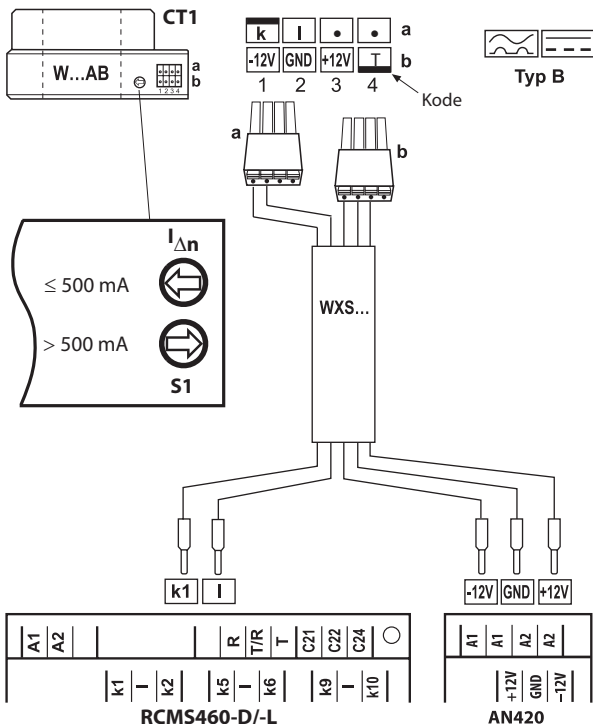 CT1
W...AB
a
b
1 2 3 4
k l • • a
-12V GND +12V T b
1 2 3 4
Kode
Typ B
a
b
I∆n
≤ 500 mA
> 500 mA
S1
WXS...
k1 l
-12V GND +12V
A1 A2 R T/R T C21 C22 C24
k1 l k2 k5 l k6 k9 l k10
RCMS460-D/-L
A1 A1 A2 A2
+12V GND -12V
AN420